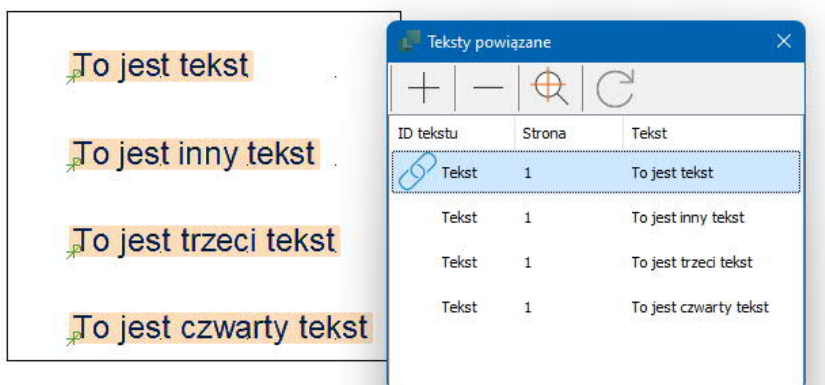 To jest tekst
To jest inny tekst
To jest trzeci tekst
To jest czwarty tekst
Teksty powiązane
ID tekstu Strona Tekst
Tekst 1 To jest tekst
Tekst 1 To jest inny tekst
Tekst 1 To jest trzeci tekst
Tekst 1 To jest czwarty tekst